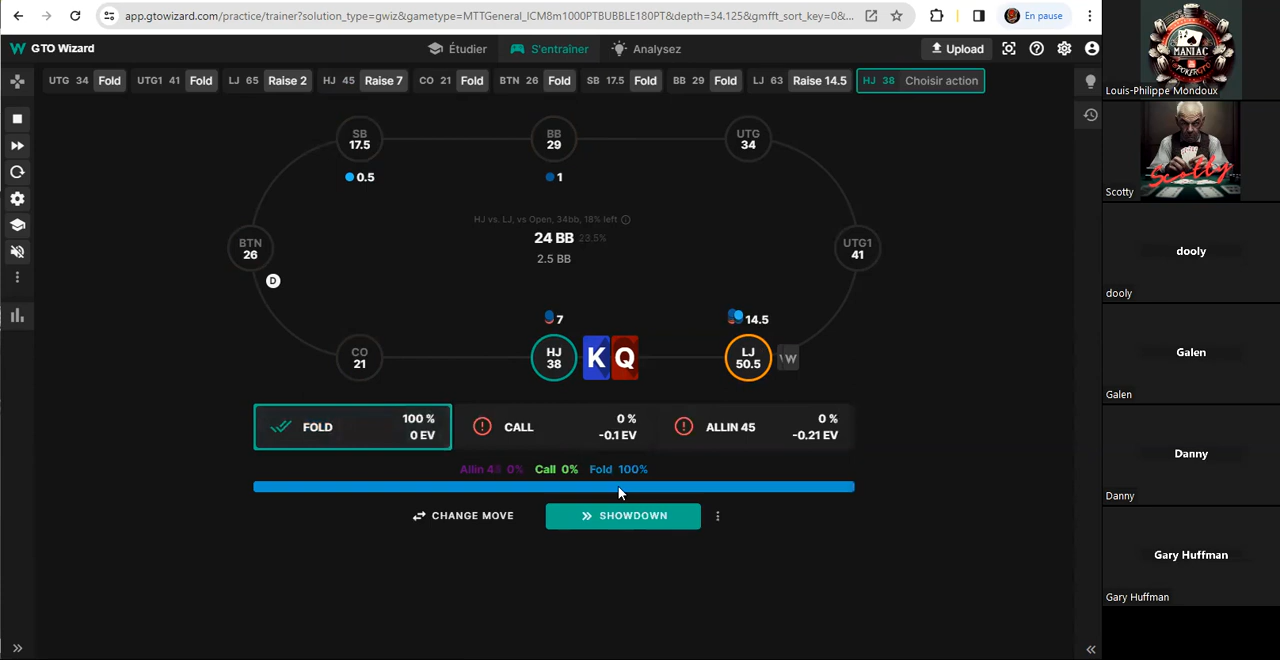 app.gtowizard.com/practice/trainer?solution_type=gwiz&gametype=MTTGeneral_ICM8m1000PTBUBBLE180PT&depth=34.125&gmfft_sort_key=0&...
En pause
GTO Wizard
Étudier
S'entraîner
Analysez
Upload
UTG 34 Fold
UTG1 41 Fold
LJ 65 Raise 2
HJ 45 Raise 7
CO 21 Fold
BTN 26 Fold
SB 17.5 Fold
BB 29 Fold
LJ 63 Raise 14.5
HJ 38 Choisir action
SB
17.5
0.5
BB
29
1
UTG
34
HJ vs. LJ, vs Open, 34bb, 18% left
24 BB 23.5%
2.5 BB
BTN
26
D
UTG1
41
7
14.5
CO
21
HJ
38
K Q
LJ
50.5
W
FOLD
100 %
0 EV
CALL
0 %
-0.1 EV
ALLIN 45
0 %
-0.21 EV
0%
Call 0%
Fold 100%
CHANGE MOVE
SHOWDOWN
MANIAC
Louis-Philippe Mondoux
Scotty
Scotty
dooly
dooly
Galen
Galen
Danny
Danny
Gary Huffman
Gary Huffman